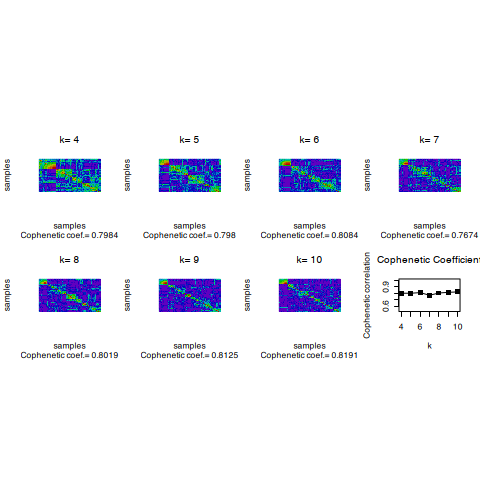 k= 4
samples
samples
Cophenetic coef.= 0.7984
k= 5
samples
samples
Cophenetic coef.= 0.798
k= 6
samples
samples
Cophenetic coef.= 0.8084
k= 7
samples
samples
Cophenetic coef.= 0.7674
k= 8
samples
samples
Cophenetic coef.= 0.8019
k= 9
samples
samples
Cophenetic coef.= 0.8125
k= 10
samples
samples
Cophenetic coef.= 0.8191
Cophenetic Coefficien
Cophenetic correlation
0.9
0.6
4 6 8 10
k